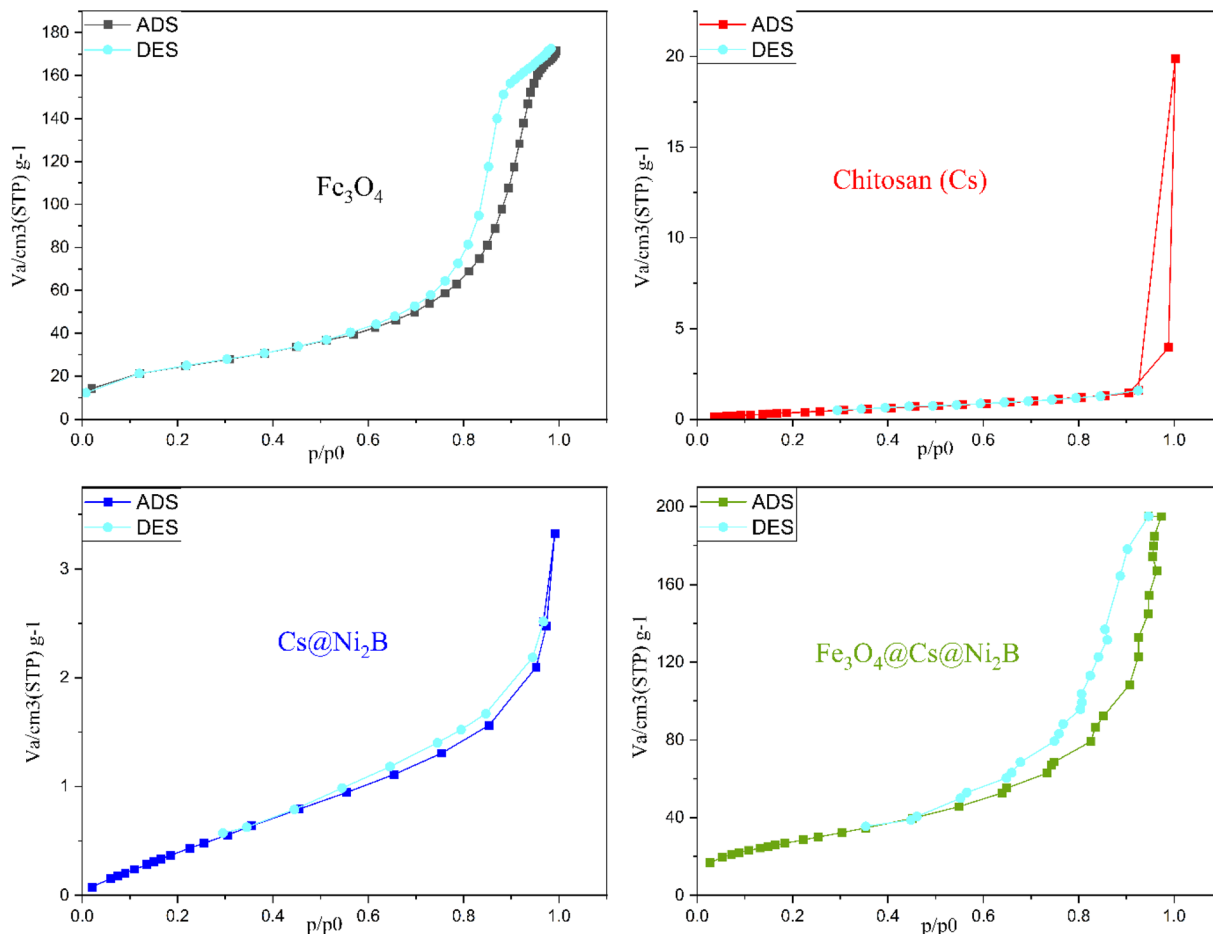 ADS
DES
Fe3O4
Va/cm3(STP) g-1
180
160
140
120
100
80
60
40
20
0
0.0 0.2 0.4 0.6 0.8 1.0
p/p0
ADS
DES
Chitosan (Cs)
Va/cm3(STP) g-1
20
15
10
5
0
0.0 0.2 0.4 0.6 0.8 1.0
p/p0
ADS
DES
Cs@Ni2B
Va/cm3(STP) g-1
3
2
1
0
0.0 0.2 0.4 0.6 0.8 1.0
p/p0
ADS
DES
Fe3O4@Cs@Ni2B
Va/cm3(STP) g-1
200
160
120
80
40
0
0.0 0.2 0.4 0.6 0.8 1.0
p/p0